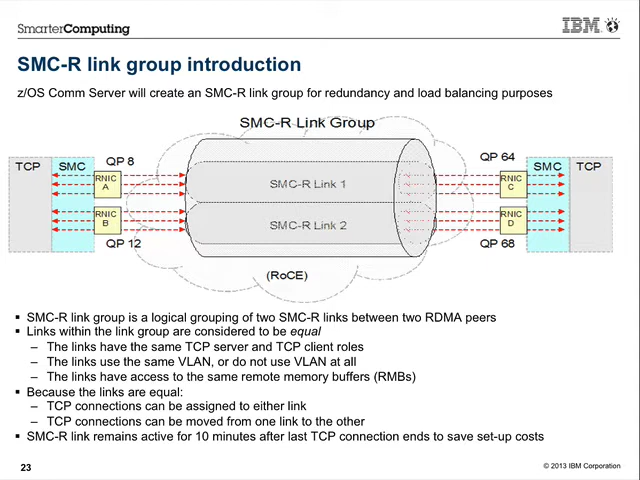 SmarterComputing
IBM
SMC-R link group introduction
z/OS Comm Server will create an SMC-R link group for redundancy and load balancing purposes
SMC-R Link Group
TCP
SMC
QP 8
RNIC
A
RNIC
B
QP 12
SMC-R Link 1
SMC-R Link 2
(RoCE)
QP 64
RNIC
C
RNIC
D
QP 68
SMC
TCP
▪ SMC-R link group is a logical grouping of two SMC-R links between two RDMA peers
▪ Links within the link group are considered to be equal
– The links have the same TCP server and TCP client roles
– The links use the same VLAN, or do not use VLAN at all
– The links have access to the same remote memory buffers (RMBs)
▪ Because the links are equal:
– TCP connections can be assigned to either link
– TCP connections can be moved from one link to the other
▪ SMC-R link remains active for 10 minutes after last TCP connection ends to save set-up costs
23
© 2013 IBM Corporation